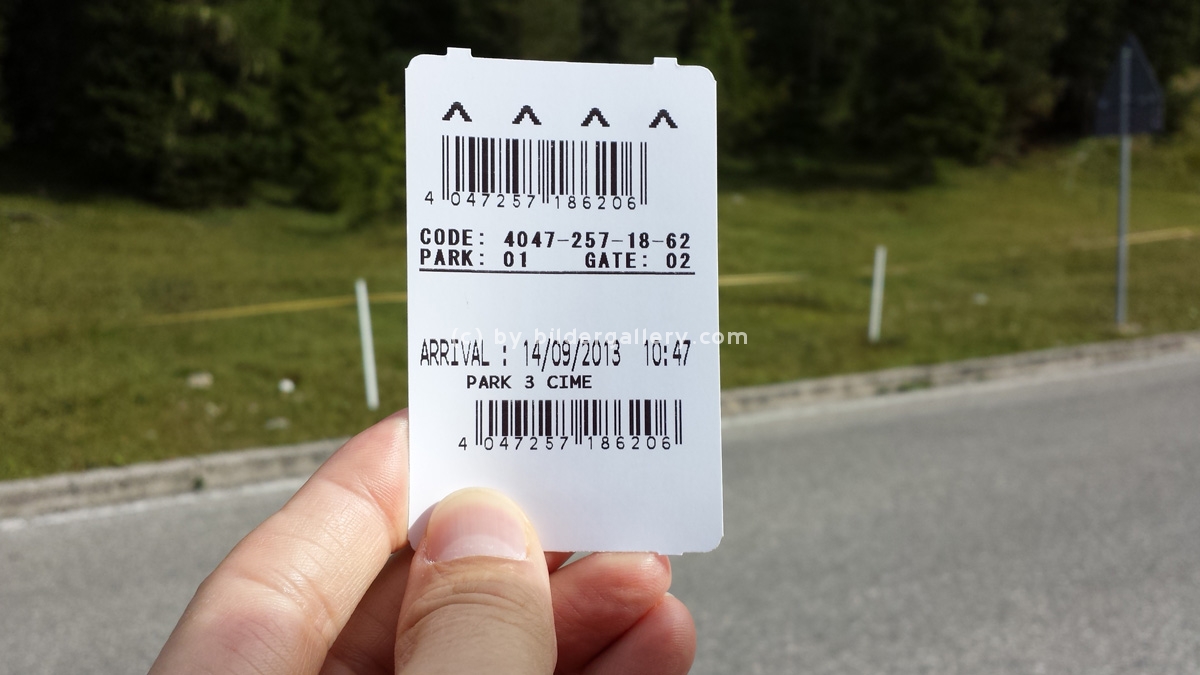 4 047257 186206
CODE: 4047-257-18-62
PARK: 01 GATE: 02
(c) by bildergallery.com
ARRIVAL : 14/09/2013 10:47
PARK 3 CIME
4 047257 186206